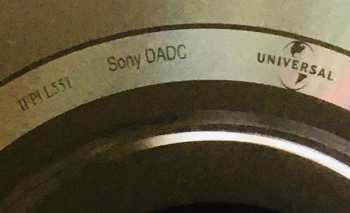 IFPI L551
Sony DADC
UNIVERSAL